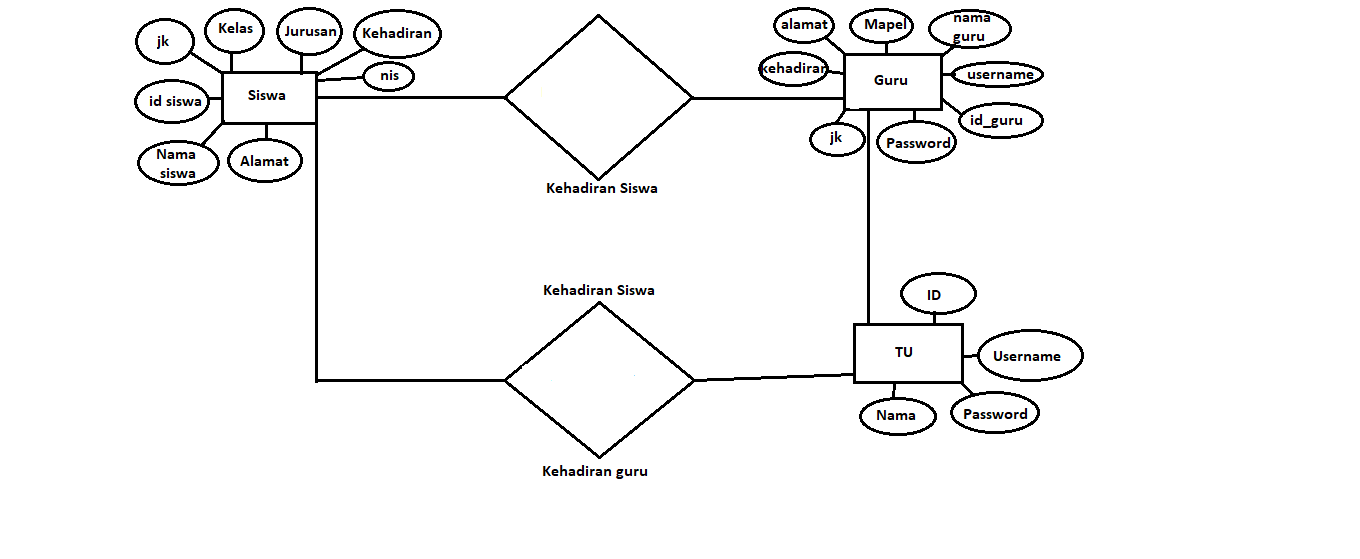 jk
Kelas
Jurusan
Kehadiran
nis
Siswa
id siswa
Nama
siswa
Alamat
Kehadiran Siswa
alamat
Mapel
nama
guru
kehadiran
Guru
username
id_guru
jk
Password
Kehadiran Siswa
Kehadiran guru
ID
TU
Username
Nama
Password